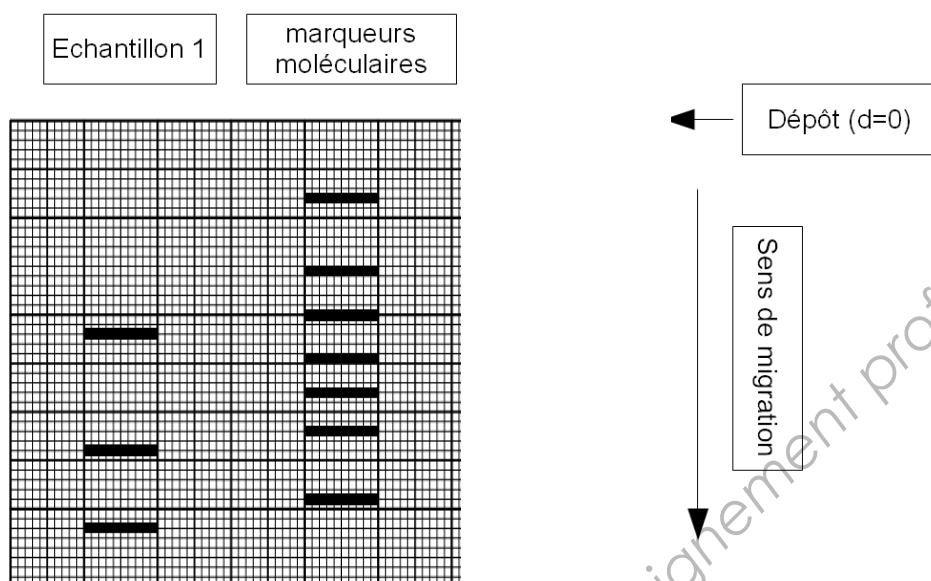 Echantillon 1
marqueurs
moléculaires
Dépôt (d=0)
Sens de migration